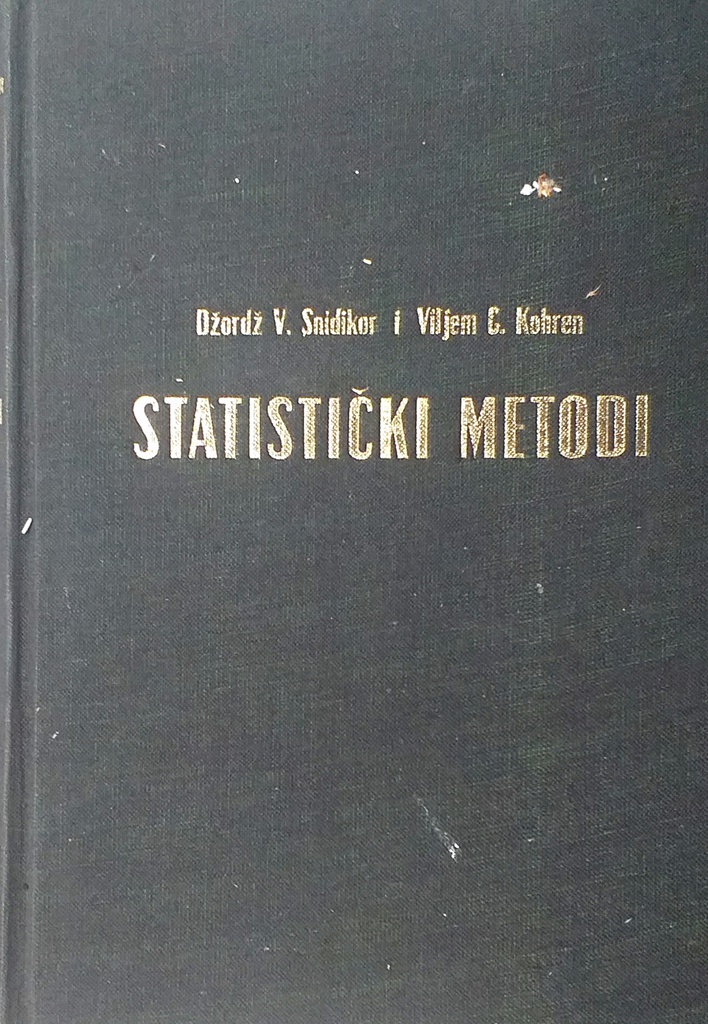 Džordž V. Snidikor i Viljem G. Kohren
STATISTIČKI METODI